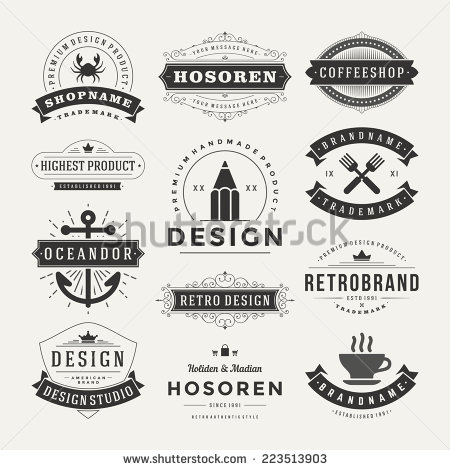 PREMIUM DESIGN PRODUCT
SHOPNAME
TRADEMARK
YOUR MESSAGE HERE
HOSOREN
YOUR MESSAGE HERE
COFFEESHOP
HIGHEST PRODUCT
ESTABLISHED 1991
PREMIUM HANDMADE PRODUCT
XX XX
DESIGN
BRANDNAME
IX XI
TRADEMARK
OCEANDOR
RETRO DESIGN
PREMIUM DESIGN PRODUCT
RETROBRAND
ESTD 1991
TRADEMARK
DESIGN
AMERICAN BRAND
DESIGN STUDIO
Holiden & Madian
HOSOREN
SINCE 1991
RETRO AUTHENTIC STYLE
BRANDNAME
ESTABLISHED 1991
shutterstock
www.shutterstock.com · 223513903